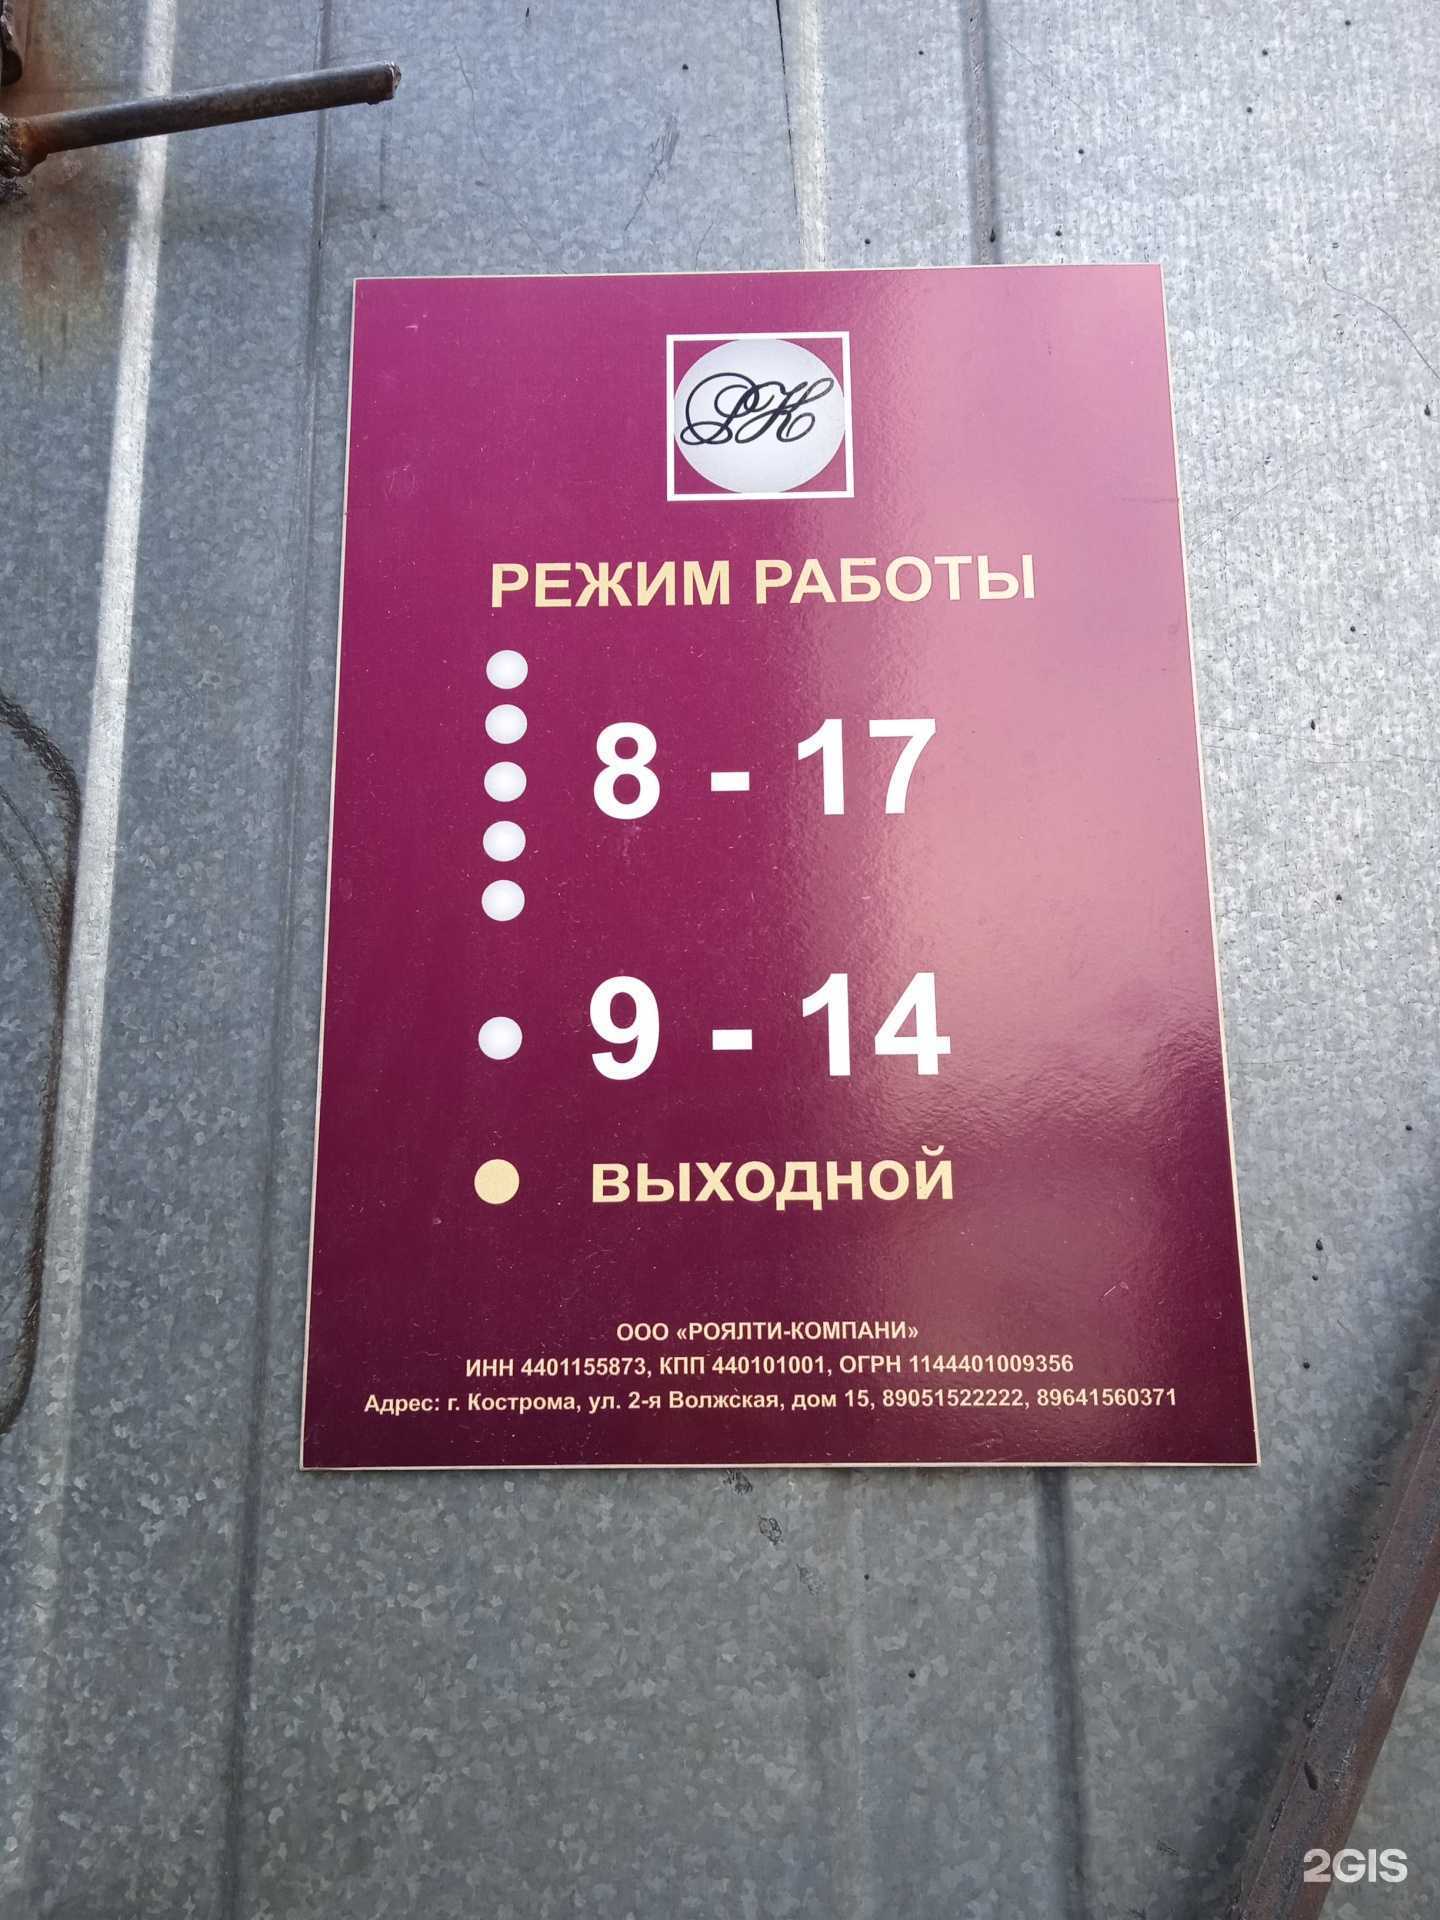 РК
РЕЖИМ РАБОТЫ
8 - 17
9 - 14
ВЫХОДНОЙ
ООО «РОЯЛТИ-КОМПАНИ»
ИНН 4401155873, КПП 440101001, ОГРН 1144401009356
Адрес: г. Кострома, ул. 2-я Волжская, дом 15, 89051522222, 89641560371
2GIS